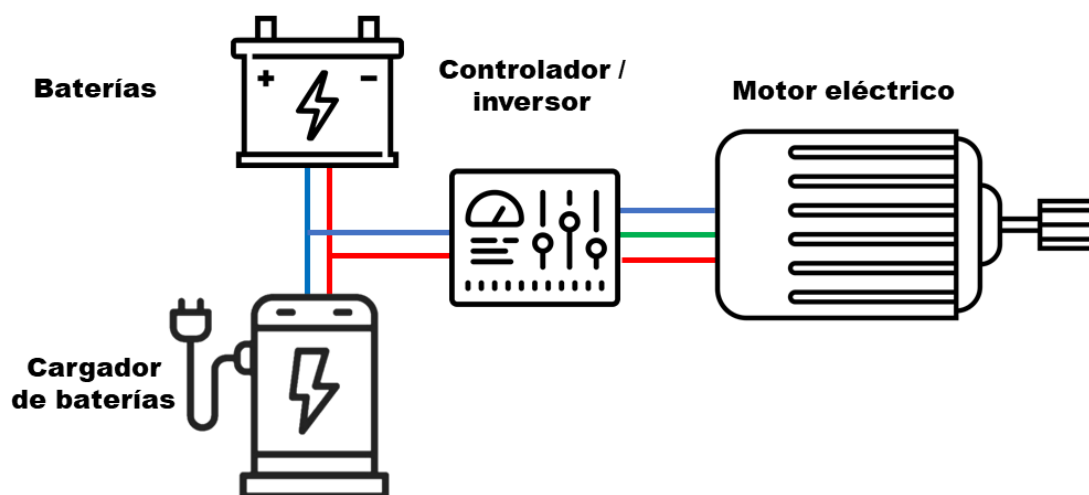 Baterías
+ -
Controlador /
inversor
Motor eléctrico
Cargador
de baterías